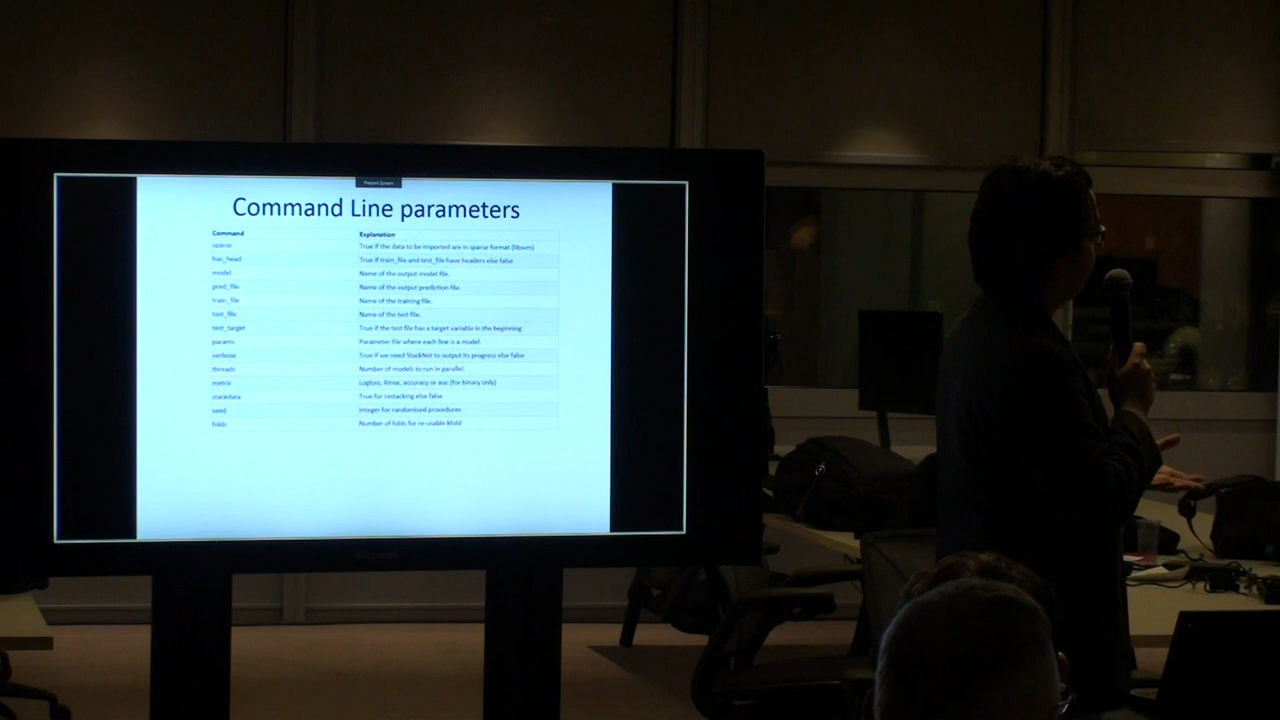 Present Screen
Command Line parameters
Command Explanation
sparse True if the data to be imported are in sparse format (libsvm)
has_head True if train_file and test_file have headers else false
model Name of the output model file.
pred_file Name of the output prediction file.
train_file Name of the training file.
test_file Name of the test file.
test_target True if the test file has a target variable in the beginning
params Parameter file where each line is a model.
verbose True if we need StackNet to output its progress else false
threads Number of models to run in parallel.
metric Logloss, Rmse, accuracy or auc (for binary only)
stackdata True for restacking else false
seed Integer for randomised procedures
folds Number of folds for re-usable kfold